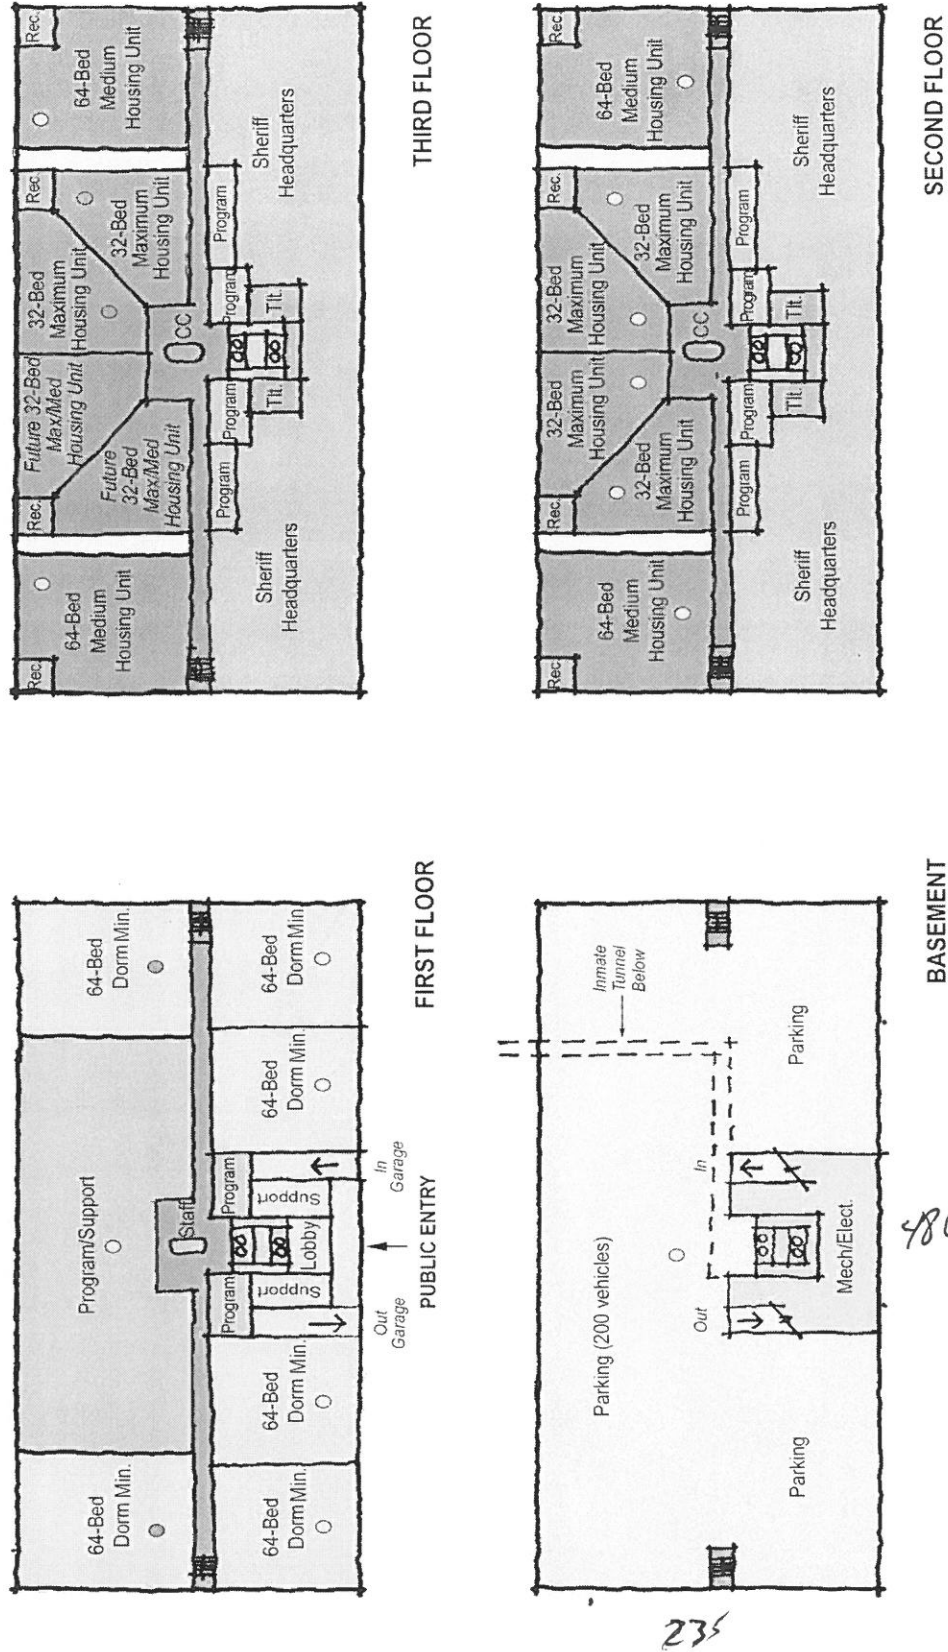 Rec.
64-Bed
Medium
Housing Unit
Rec.
Future
32-Bed
Max/Med
Housing Unit
Future 32-Bed
Max/Med
Housing Unit
32-Bed
Maximum
Housing Unit
32-Bed
Maximum
Housing Unit
Rec.
64-Bed
Medium
Housing Unit
Rec.
CC
Program
Program
Program
Program
Tlt.
Tlt.
Sheriff
Headquarters
Sheriff
Headquarters
THIRD FLOOR
Rec.
64-Bed
Medium
Housing Unit
Rec.
32-Bed
Maximum
Housing Unit
32-Bed
Maximum
Housing Unit
32-Bed
Maximum
Housing Unit
32-Bed
Maximum
Housing Unit
Rec.
64-Bed
Medium
Housing Unit
Rec.
CC
Program
Program
Program
Program
Tlt.
Tlt.
Sheriff
Headquarters
Sheriff
Headquarters
SECOND FLOOR
64-Bed
Dorm Min.
Program/Support
64-Bed
Dorm Min.
Staff
64-Bed
Dorm Min.
64-Bed
Dorm Min.
Program
Program
Support
Lobby
Support
64-Bed
Dorm Min.
64-Bed
Dorm Min.
Out
Garage
In
Garage
PUBLIC ENTRY
FIRST FLOOR
Parking (200 vehicles)
Inmate
Tunnel
Below
Out
In
Parking
Mech/Elect.
Parking
BASEMENT
235